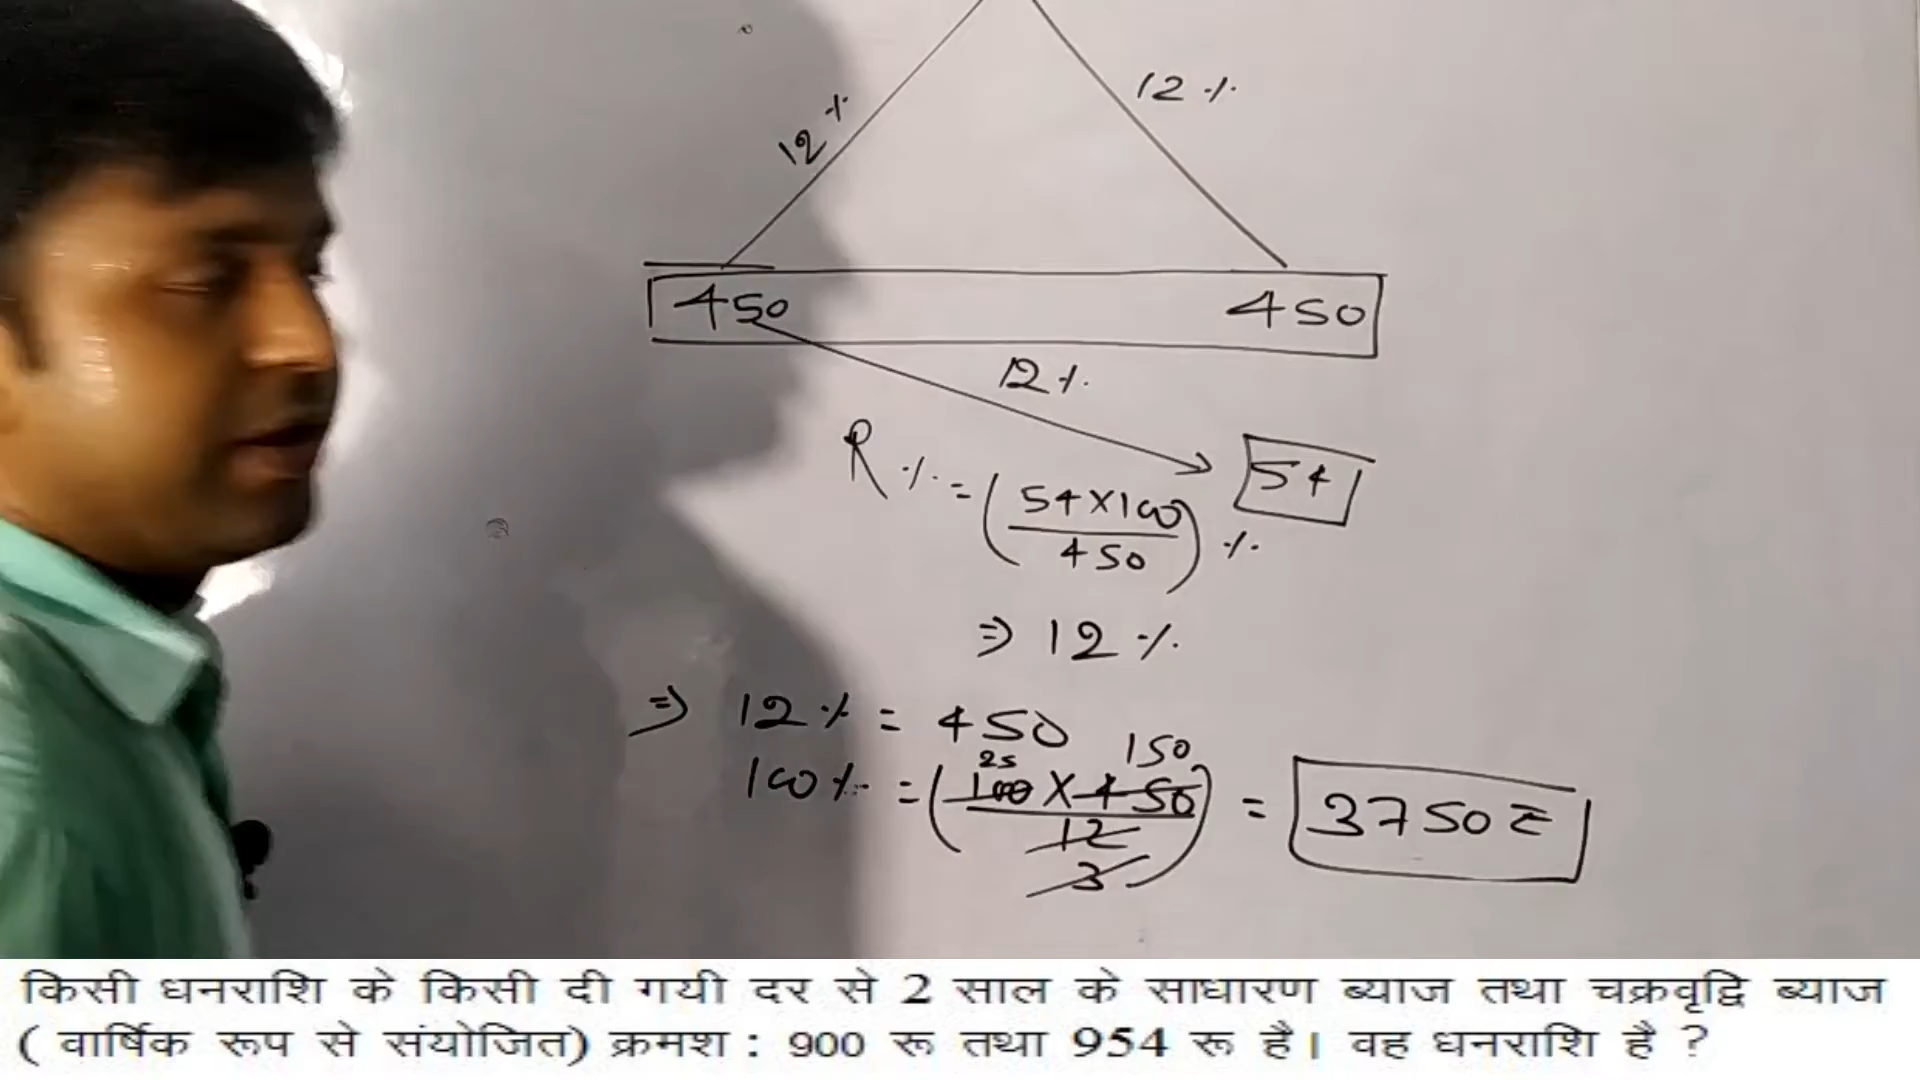 12 %
12 %
450 450
12 %
54
R % = (54 × 100 / 450) %
⇒ 12 %
⇒ 12 % = 450
25 150
100 % = (100 × 450 / 12) = 3750 ₹
3
किसी धनराशि के किसी दी गयी दर से 2 साल के साधारण ब्याज तथा चक्रवृद्वि ब्याज
( वार्षिक रूप से संयोजित) क्रमश : 900 रू तथा 954 रू है। वह धनराशि है ?